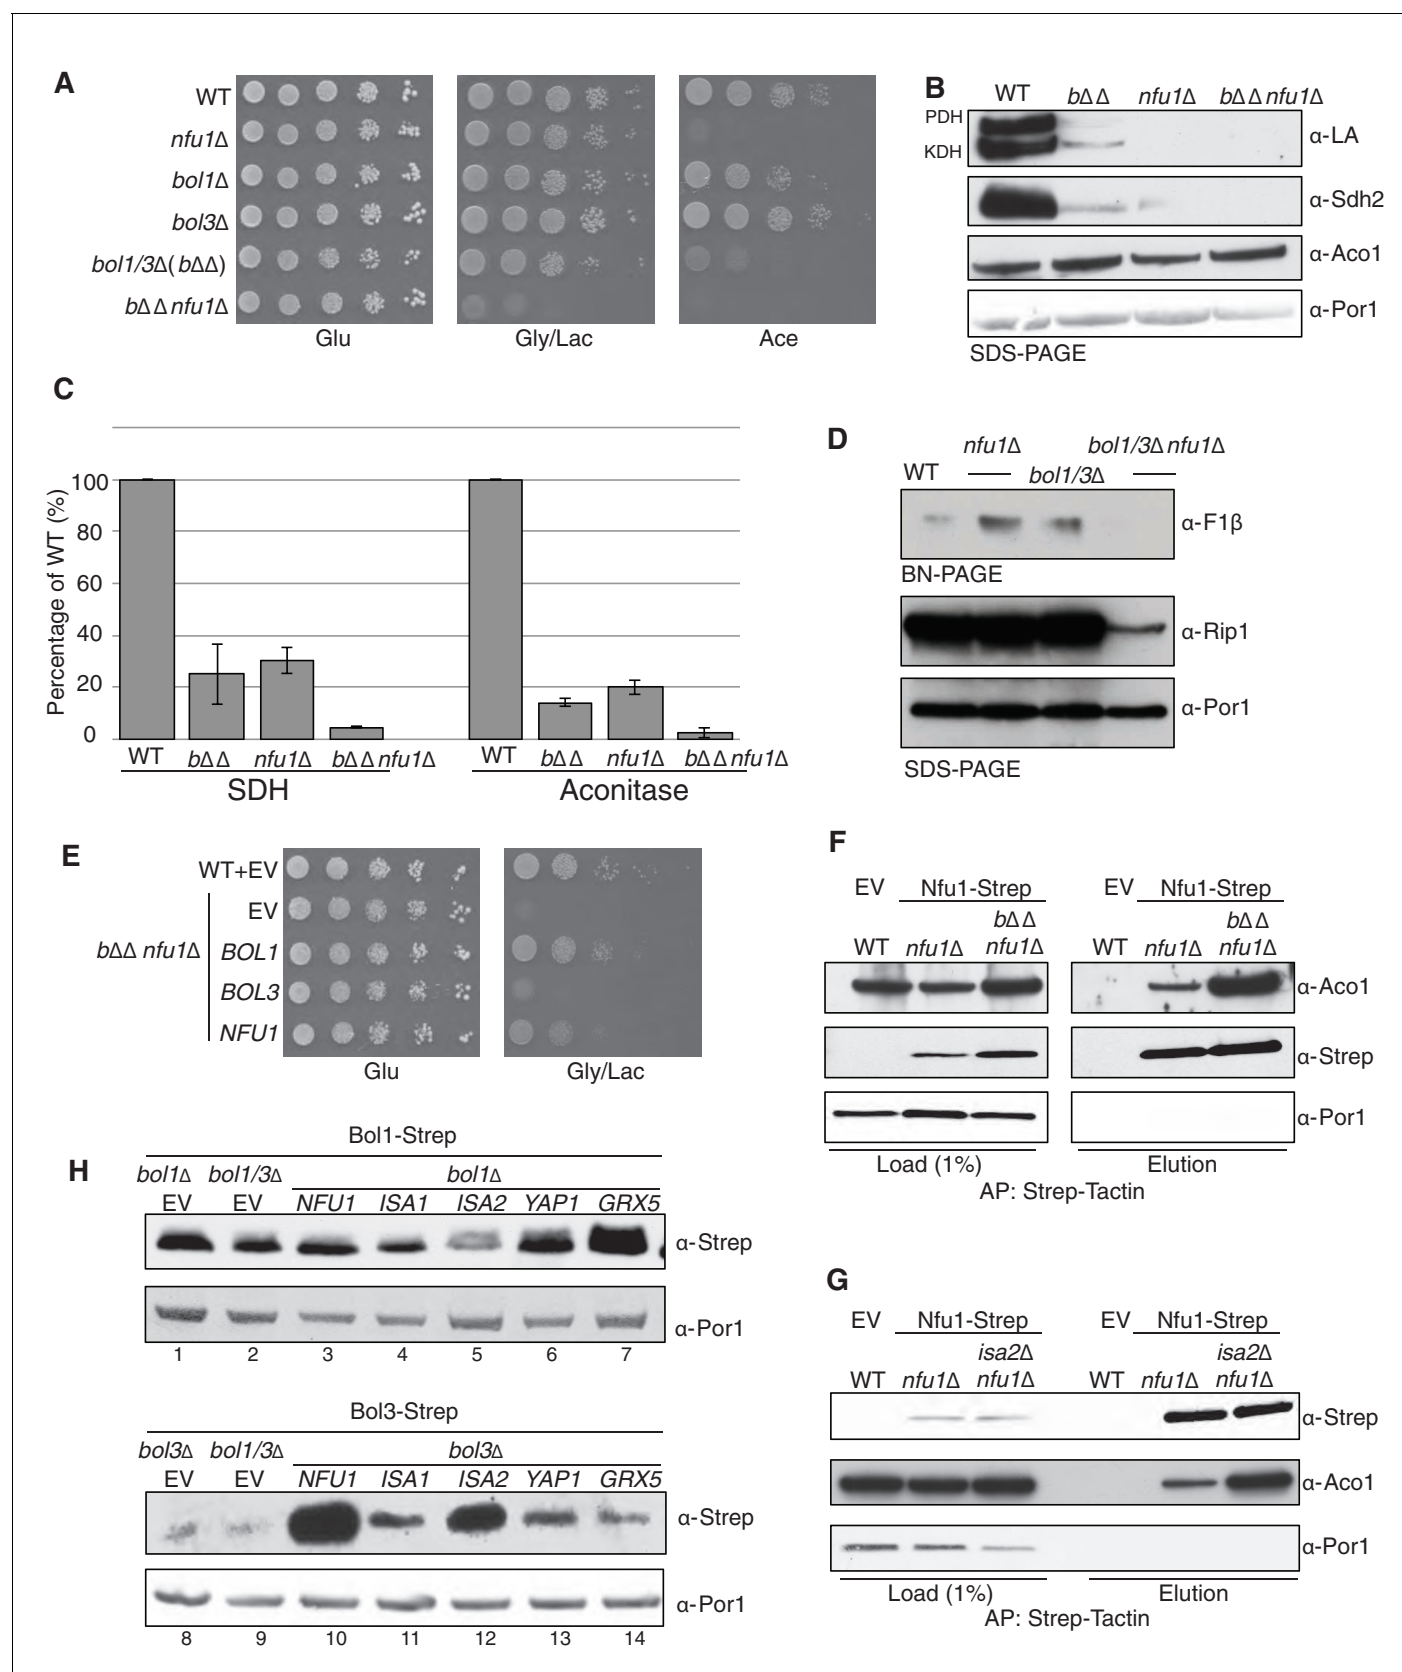 A
WT
nfu1Δ
bol1Δ
bol3Δ
bol1/3Δ(bΔΔ)
bΔΔnfu1Δ
Glu
Gly/Lac
Ace
B
WT
bΔΔ
nfu1Δ
bΔΔnfu1Δ
PDH
KDH
α-LA
α-Sdh2
α-Aco1
α-Por1
SDS-PAGE
C
Percentage of WT (%)
100
80
60
40
20
0
WT
bΔΔ
nfu1Δ
bΔΔnfu1Δ
WT
bΔΔ
nfu1Δ
bΔΔnfu1Δ
SDH
Aconitase
D
WT
nfu1Δ
bol1/3Δ
bol1/3Δnfu1Δ
α-F1β
BN-PAGE
α-Rip1
α-Por1
SDS-PAGE
E
WT+EV
bΔΔ nfu1Δ
EV
BOL1
BOL3
NFU1
Glu
Gly/Lac
F
EV Nfu1-Strep
EV Nfu1-Strep
WT nfu1Δ bΔΔ nfu1Δ
WT nfu1Δ bΔΔ nfu1Δ
α-Aco1
α-Strep
α-Por1
Load (1%)
Elution
AP: Strep-Tactin
H
Bol1-Strep
bol1Δ bol1/3Δ bol1Δ
EV EV NFU1 ISA1 ISA2 YAP1 GRX5
α-Strep
α-Por1
1 2 3 4 5 6 7
Bol3-Strep
bol3Δ bol1/3Δ bol3Δ
EV EV NFU1 ISA1 ISA2 YAP1 GRX5
α-Strep
α-Por1
8 9 10 11 12 13 14
G
EV Nfu1-Strep
EV Nfu1-Strep
WT nfu1Δ isa2Δ nfu1Δ
WT nfu1Δ isa2Δ nfu1Δ
α-Strep
α-Aco1
α-Por1
Load (1%)
Elution
AP: Strep-Tactin